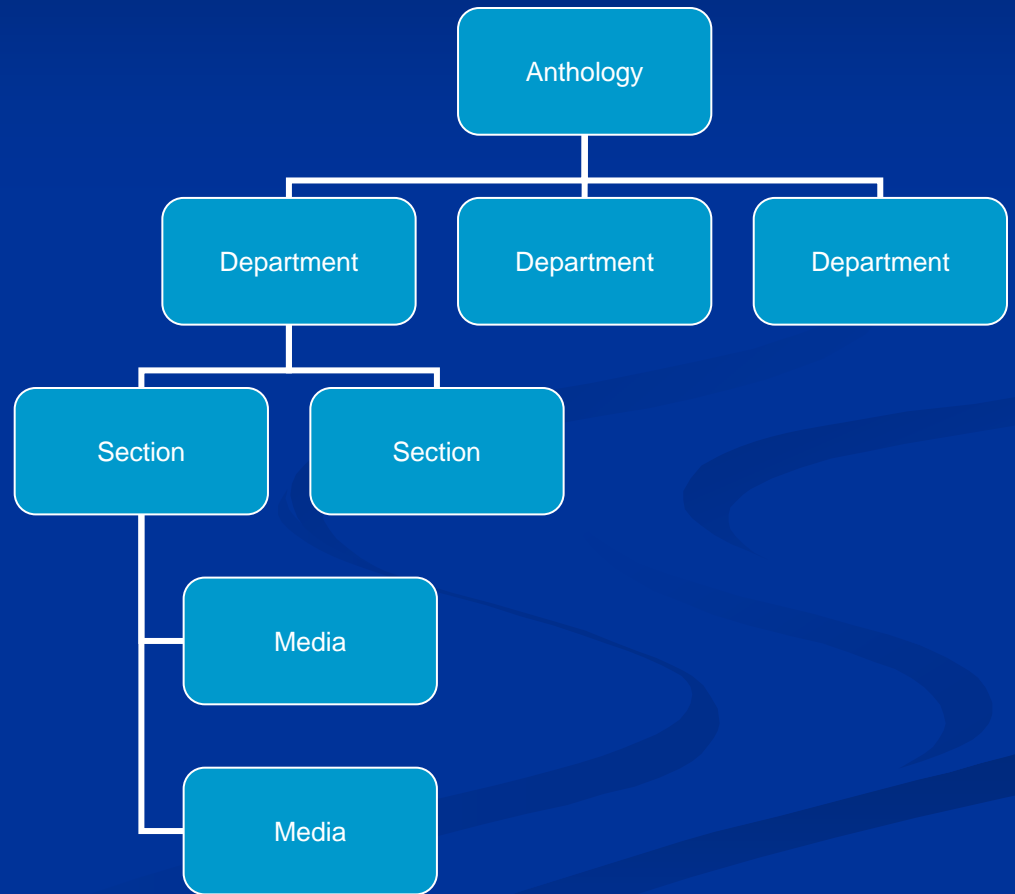 Anthology
Department
Department
Department
Section
Section
Media
Media